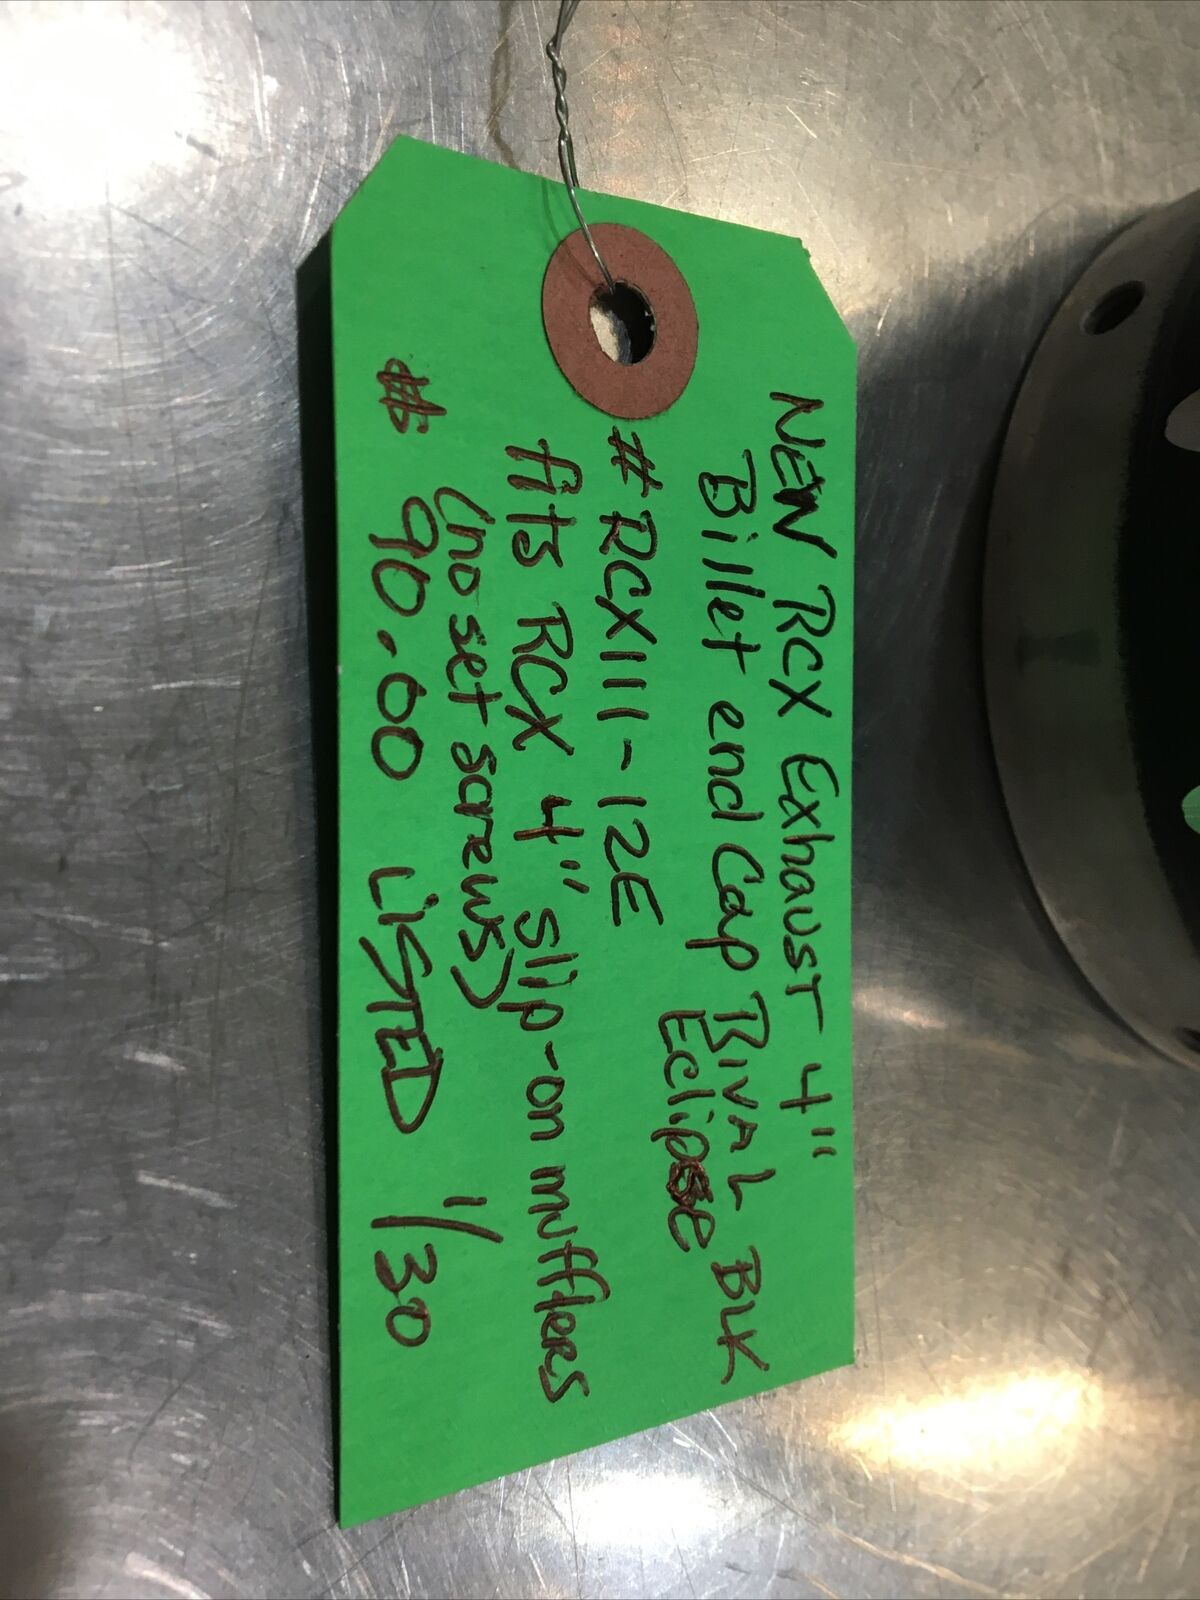 NEW RCX Exhaust 4"
Billet end Cap Rival BLK
Eclipse
#RCX111-12E
fits RCX 4" slip-on mufflers
(no set screws)
$ 90.00 LISTED 1/30